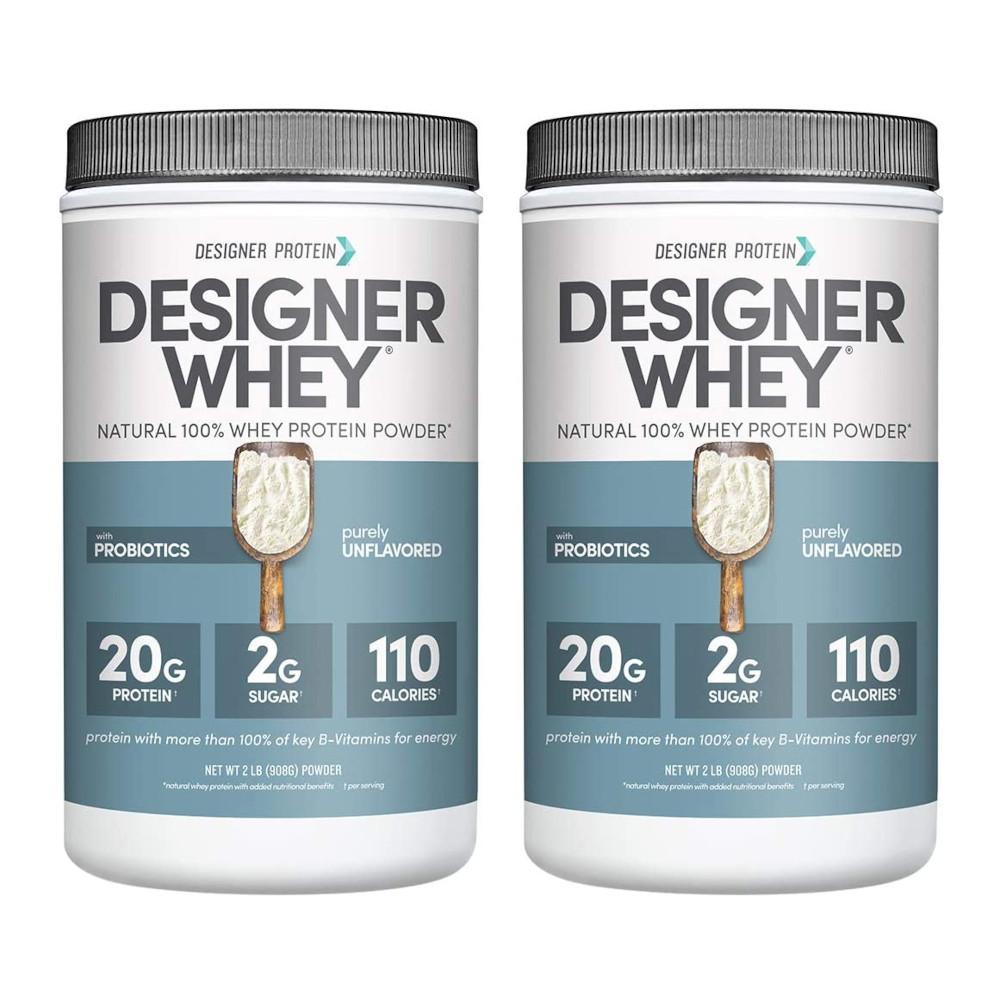 DESIGNER PROTEIN
DESIGNER
WHEY®
NATURAL 100% WHEY PROTEIN POWDER*
with
PROBIOTICS
purely
UNFLAVORED
20G
PROTEIN†
2G
SUGAR†
110
CALORIES†
protein with more than 100% of key B-Vitamins for energy
NET WT 2 LB (908G) POWDER
*natural whey protein with added nutritional benefits †per serving
DESIGNER PROTEIN
DESIGNER
WHEY®
NATURAL 100% WHEY PROTEIN POWDER*
with
PROBIOTICS
purely
UNFLAVORED
20G
PROTEIN†
2G
SUGAR†
110
CALORIES†
protein with more than 100% of key B-Vitamins for energy
NET WT 2 LB (908G) POWDER
*natural whey protein with added nutritional benefits †per serving